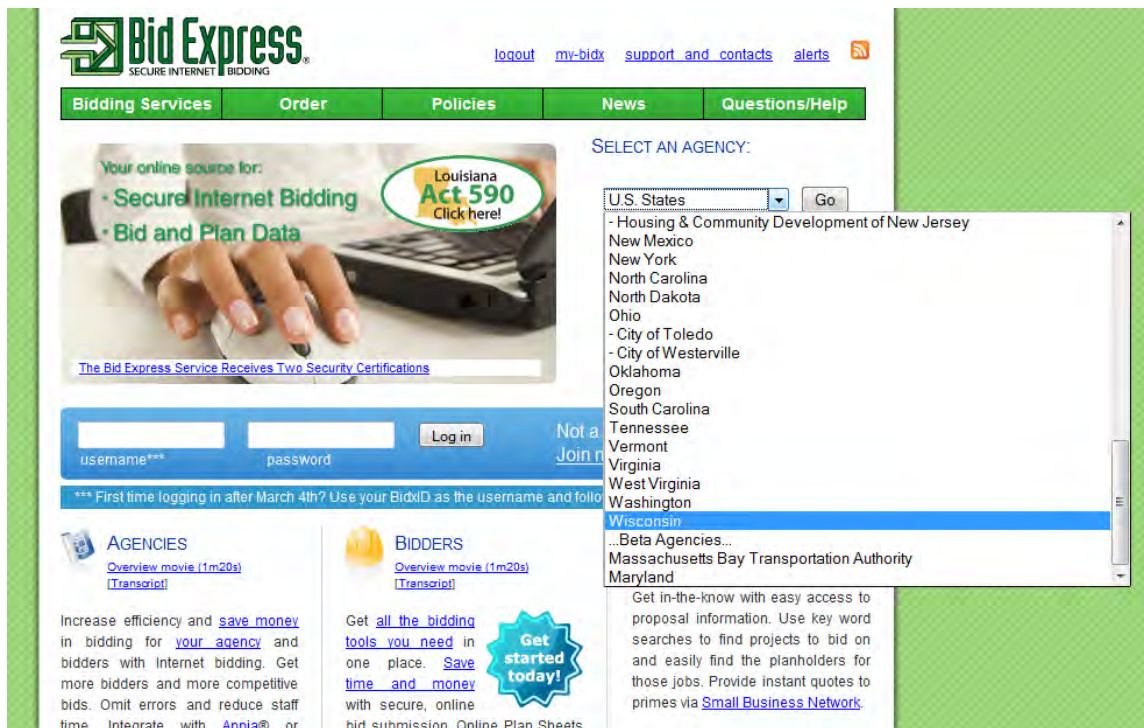 Bid Express®
SECURE INTERNET BIDDING
logout my-bidx support and contacts alerts
Bidding Services Order Policies News Questions/Help
Your online source for:
· Secure Internet Bidding
· Bid and Plan Data
Louisiana
Act 590
Click here!
The Bid Express Service Receives Two Security Certifications
SELECT AN AGENCY:
U.S. States Go
- Housing & Community Development of New Jersey
New Mexico
New York
North Carolina
North Dakota
Ohio
- City of Toledo
- City of Westerville
Oklahoma
Oregon
South Carolina
Tennessee
Vermont
Virginia
West Virginia
Washington
Wisconsin
...Beta Agencies...
Massachusetts Bay Transportation Authority
Maryland
Log in
username*** password
Not a
Join
*** First time logging in after March 4th? Use your BidxID as the username and
AGENCIES
Overview movie (1m20s)
[Transcript]
Increase efficiency and save money
in bidding for your agency and
bidders with Internet bidding. Get
more bidders and more competitive
bids. Omit errors and reduce staff
time. Integrate with Appia® or
BIDDERS
Overview movie (1m20s)
[Transcript]
Get all the bidding
tools you need in
one place. Save
time and money
with secure, online
bid submission. Online Plan Sheets
Get
started
today!
Get in-the-know with easy access to
proposal information. Use key word
searches to find projects to bid on
and easily find the planholders for
those jobs. Provide instant quotes to
primes via Small Business Network.